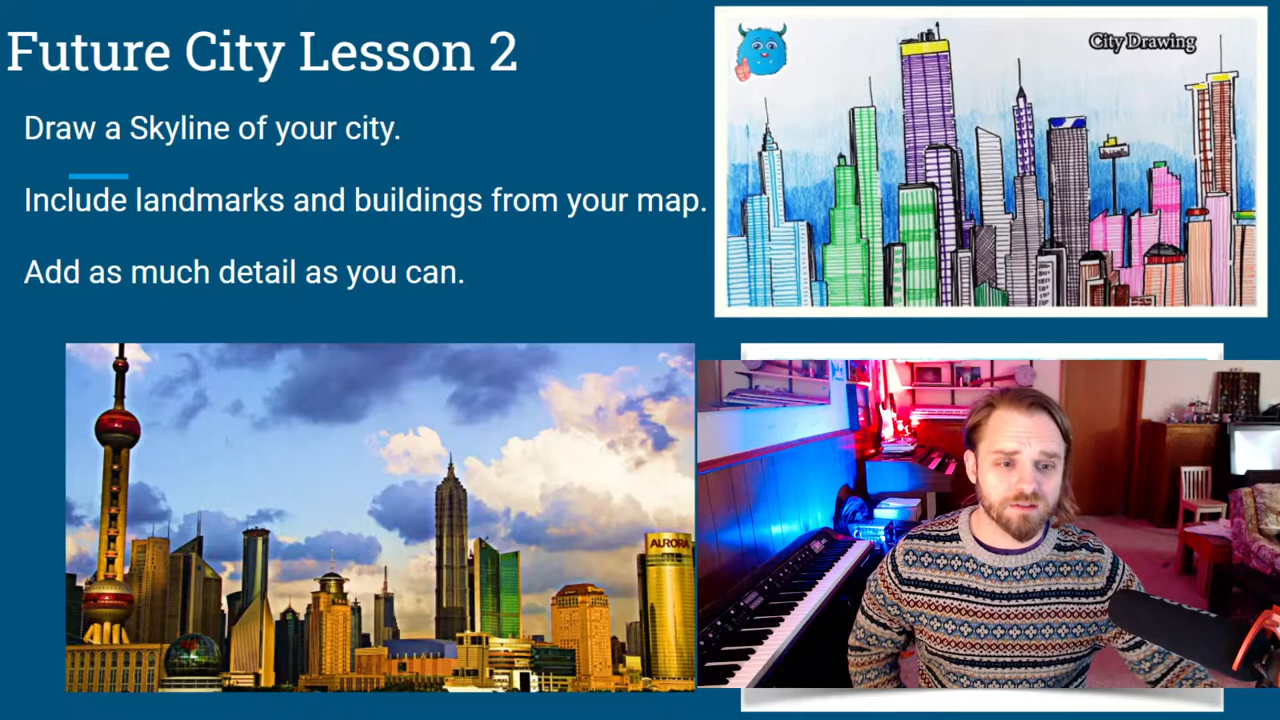 Future City Lesson 2
Draw a Skyline of your city.
Include landmarks and buildings from your map.
Add as much detail as you can.
City Drawing
AURORA